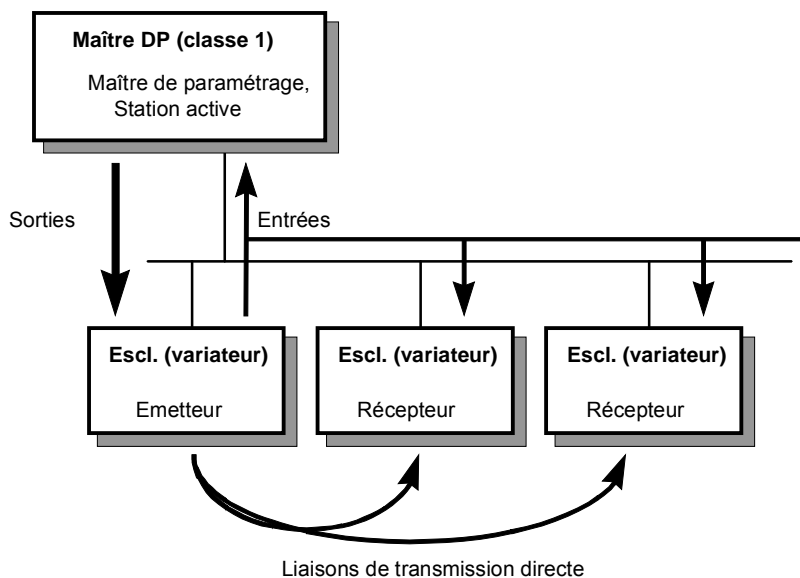 Maître DP (classe 1)
Maître de paramétrage,
Station active
Sorties
Entrées
Escl. (variateur)
Emetteur
Escl. (variateur)
Récepteur
Escl. (variateur)
Récepteur
Liaisons de transmission directe